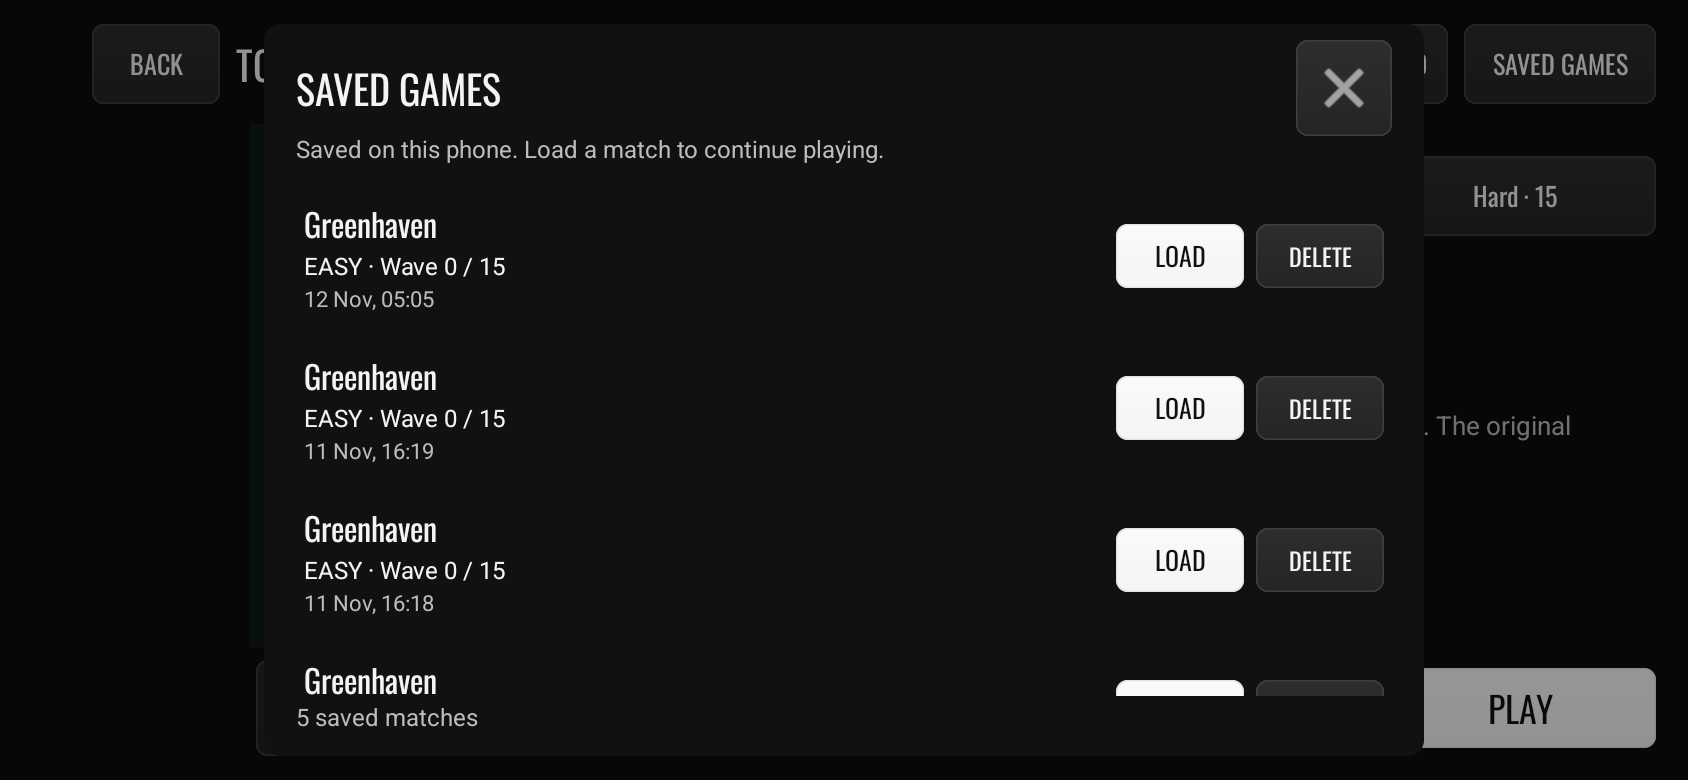 BACK
SAVED GAMES
SAVED GAMES
Saved on this phone. Load a match to continue playing.
Hard · 15
Greenhaven
EASY · Wave 0 / 15
12 Nov, 05:05
LOAD
DELETE
Greenhaven
EASY · Wave 0 / 15
11 Nov, 16:19
LOAD
DELETE
. The original
Greenhaven
EASY · Wave 0 / 15
11 Nov, 16:18
LOAD
DELETE
Greenhaven
5 saved matches
PLAY